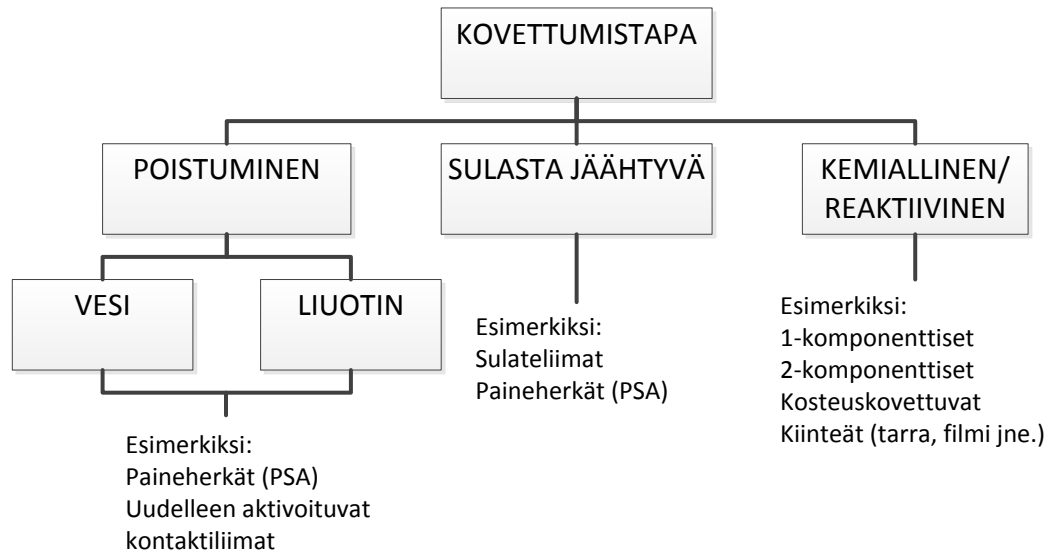 KOVETTUMISTAPA
POISTUMINEN
SULASTA JÄÄHTYVÄ
KEMIALLINEN/
REAKTIIVINEN
VESI
LIUOTIN
Esimerkiksi:
Paineherkät (PSA)
Uudelleen aktivoituvat
kontaktiliimat
Esimerkiksi:
Sulateliimat
Paineherkät (PSA)
Esimerkiksi:
1-komponenttiset
2-komponenttiset
Kosteuskovettuvat
Kiinteät (tarra, filmi jne.)